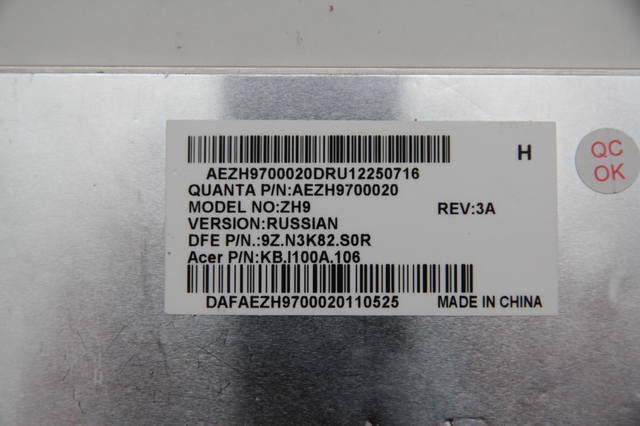 AEZH9700020DRU12250716
H
QUANTA P/N:AEZH9700020
MODEL NO:ZH9
REV:3A
VERSION:RUSSIAN
DFE P/N.:9Z.N3K82.S0R
Acer P/N:KB.I100A.106
DAFAEZH9700020110525
MADE IN CHINA
QC
OK